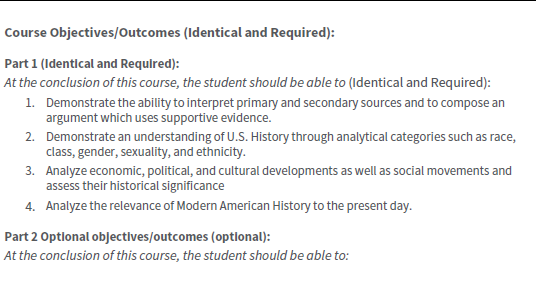 Course Objectives/Outcomes (Identical and Required):
Part 1 (Identical and Required):
At the conclusion of this course, the student should be able to (Identical and Required):
1. Demonstrate the ability to interpret primary and secondary sources and to compose an
argument which uses supportive evidence.
2. Demonstrate an understanding of U.S. History through analytical categories such as race,
class, gender, sexuality, and ethnicity.
3. Analyze economic, political, and cultural developments as well as social movements and
assess their historical significance
4. Analyze the relevance of Modern American History to the present day.
Part 2 Optional objectives/outcomes (optional):
At the conclusion of this course, the student should be able to: